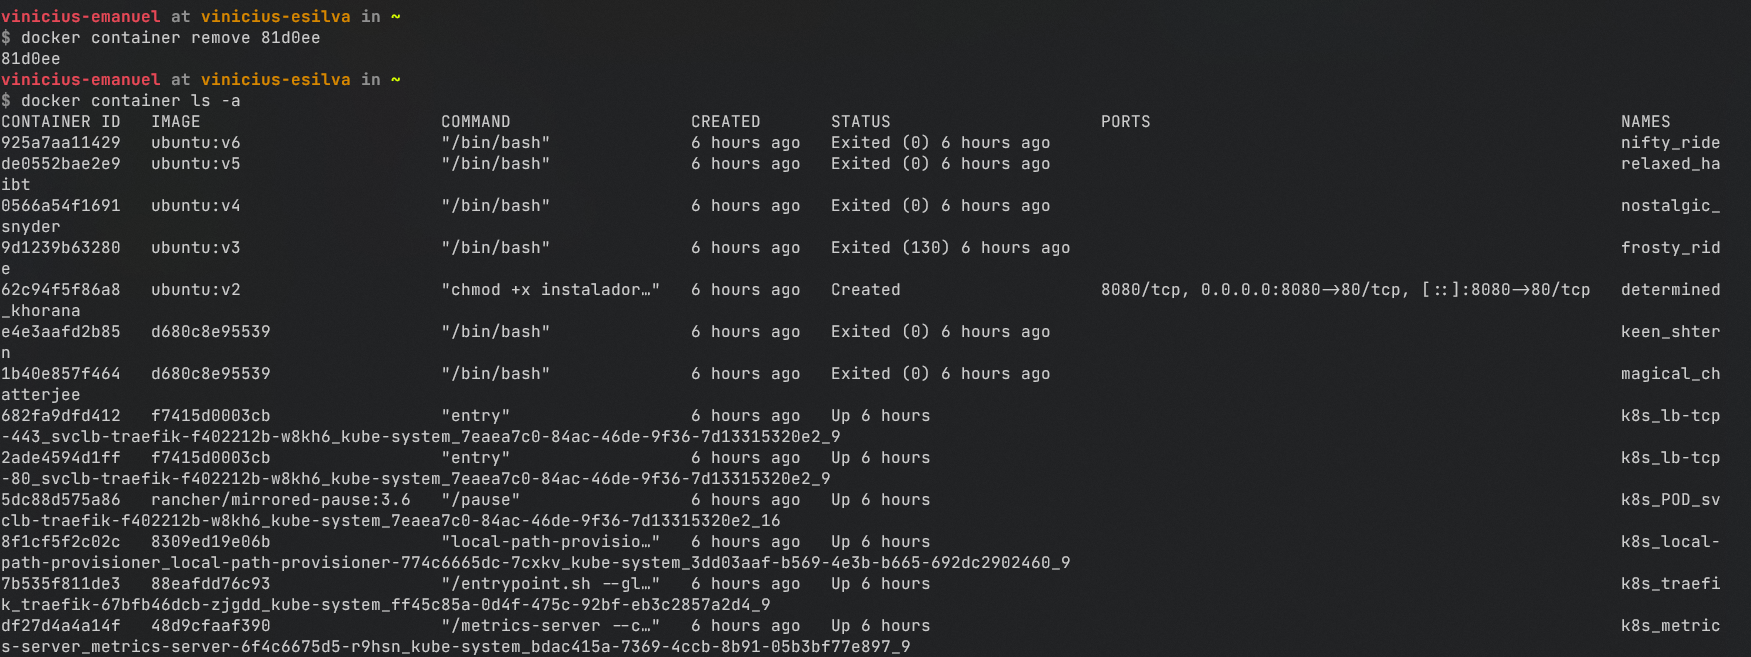 vinicius-emanuel at vinicius-esilva in ~
$ docker container remove 81d0ee
81d0ee
vinicius-emanuel at vinicius-esilva in ~
$ docker container ls -a
CONTAINER ID   IMAGE                        COMMAND                  CREATED       STATUS                     PORTS                                               NAMES
925a7aa11429   ubuntu:v6                    "/bin/bash"              6 hours ago   Exited (0) 6 hours ago                                                         nifty_ride
de0552bae2e9   ubuntu:v5                    "/bin/bash"              6 hours ago   Exited (0) 6 hours ago                                                         relaxed_ha
ibt
0566a54f1691   ubuntu:v4                    "/bin/bash"              6 hours ago   Exited (0) 6 hours ago                                                         nostalgic_
snyder
9d1239b63280   ubuntu:v3                    "/bin/bash"              6 hours ago   Exited (130) 6 hours ago                                                       frosty_rid
e
62c94f5f86a8   ubuntu:v2                    "chmod +x instalador…"   6 hours ago   Created                    8080/tcp, 0.0.0.0:8080->80/tcp, [::]:8080->80/tcp   determined
_khorana
e4e3aafd2b85   d680c8e95539                 "/bin/bash"              6 hours ago   Exited (0) 6 hours ago                                                         keen_shter
n
1b40e857f464   d680c8e95539                 "/bin/bash"              6 hours ago   Exited (0) 6 hours ago                                                         magical_ch
atterjee
682fa9dfd412   f7415d0003cb                 "entry"                  6 hours ago   Up 6 hours                                                                     k8s_lb-tcp
-443_svclb-traefik-f402212b-w8kh6_kube-system_7eaea7c0-84ac-46de-9f36-7d13315320e2_9
2ade4594d1ff   f7415d0003cb                 "entry"                  6 hours ago   Up 6 hours                                                                     k8s_lb-tcp
-80_svclb-traefik-f402212b-w8kh6_kube-system_7eaea7c0-84ac-46de-9f36-7d13315320e2_9
5dc88d575a86   rancher/mirrored-pause:3.6   "/pause"                 6 hours ago   Up 6 hours                                                                     k8s_POD_sv
clb-traefik-f402212b-w8kh6_kube-system_7eaea7c0-84ac-46de-9f36-7d13315320e2_16
8f1cf5f2c02c   8309ed19e06b                 "local-path-provisio…"   6 hours ago   Up 6 hours                                                                     k8s_local-
path-provisioner_local-path-provisioner-774c6665dc-7cxkv_kube-system_3dd03aaf-b569-4e3b-b665-692dc2902460_9
7b535f811de3   88eafdd76c93                 "/entrypoint.sh --gl…"   6 hours ago   Up 6 hours                                                                     k8s_traefi
k_traefik-67bfb46dcb-zjgdd_kube-system_ff45c85a-0d4f-475c-92bf-eb3c2857a2d4_9
df27d4a4a14f   48d9cfaaf390                 "/metrics-server --c…"   6 hours ago   Up 6 hours                                                                     k8s_metric
s-server_metrics-server-6f4c6675d5-r9hsn_kube-system_bdac415a-7369-4ccb-8b91-05b3bf77e897_9